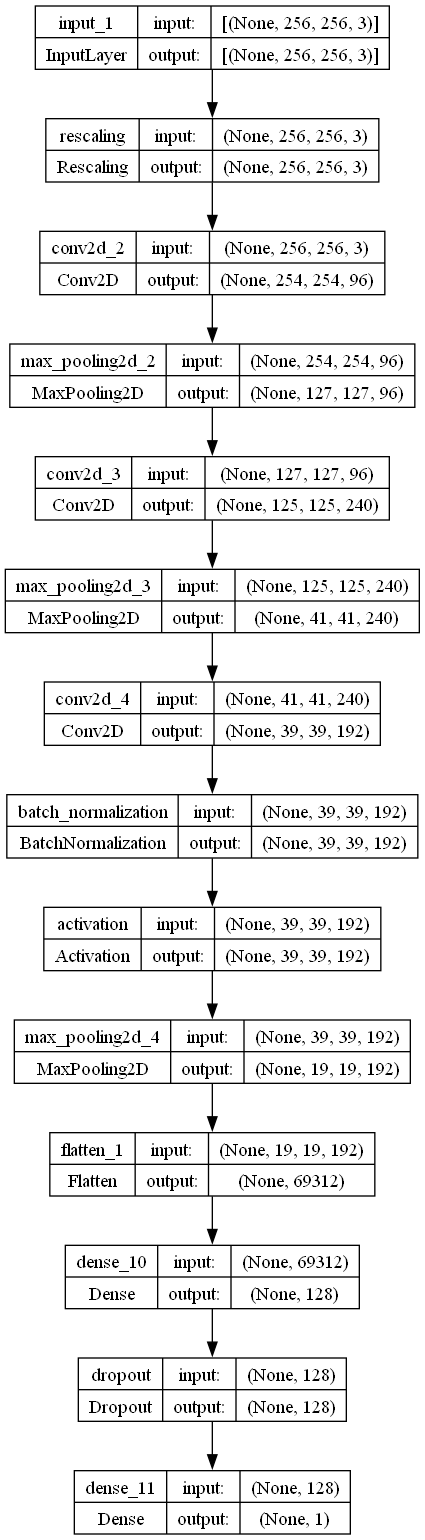 input_1 input: [(None, 256, 256, 3)]
InputLayer output: [(None, 256, 256, 3)]
rescaling input: (None, 256, 256, 3)
Rescaling output: (None, 256, 256, 3)
conv2d_2 input: (None, 256, 256, 3)
Conv2D output: (None, 254, 254, 96)
max_pooling2d_2 input: (None, 254, 254, 96)
MaxPooling2D output: (None, 127, 127, 96)
conv2d_3 input: (None, 127, 127, 96)
Conv2D output: (None, 125, 125, 240)
max_pooling2d_3 input: (None, 125, 125, 240)
MaxPooling2D output: (None, 41, 41, 240)
conv2d_4 input: (None, 41, 41, 240)
Conv2D output: (None, 39, 39, 192)
batch_normalization input: (None, 39, 39, 192)
BatchNormalization output: (None, 39, 39, 192)
activation input: (None, 39, 39, 192)
Activation output: (None, 39, 39, 192)
max_pooling2d_4 input: (None, 39, 39, 192)
MaxPooling2D output: (None, 19, 19, 192)
flatten_1 input: (None, 19, 19, 192)
Flatten output: (None, 69312)
dense_10 input: (None, 69312)
Dense output: (None, 128)
dropout input: (None, 128)
Dropout output: (None, 128)
dense_11 input: (None, 128)
Dense output: (None, 1)